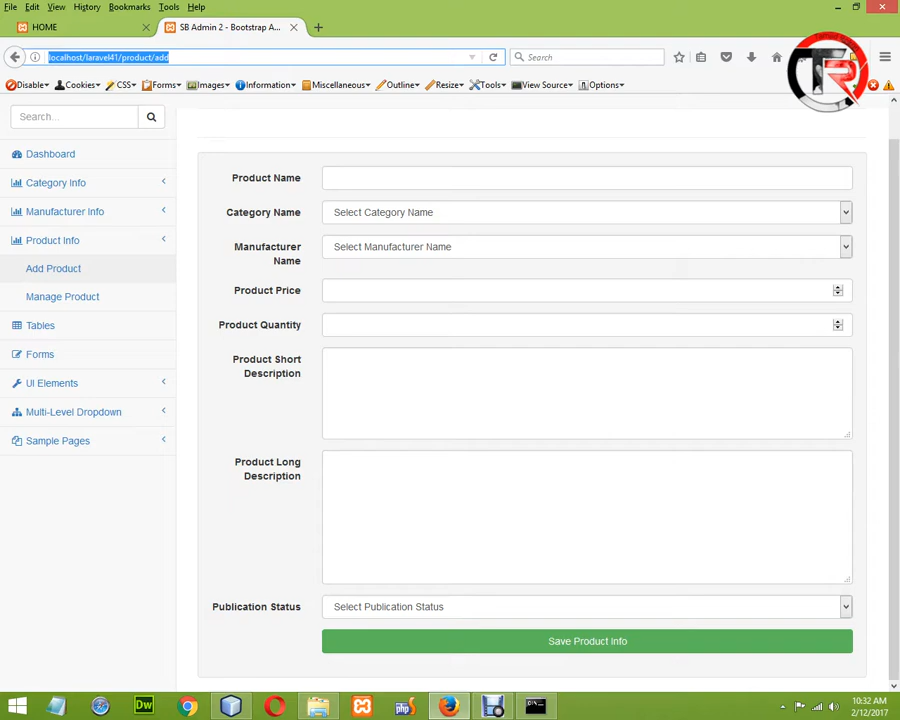 File Edit View History Bookmarks Tools Help
HOME
SB Admin 2 - Bootstrap A...
localhost/laravel41/product/add
Search
Disable Cookies CSS Forms Images Information Miscellaneous Outline Resize Tools View Source Options
Search...
Dashboard
Category Info
Manufacturer Info
Product Info
Add Product
Manage Product
Tables
Forms
UI Elements
Multi-Level Dropdown
Sample Pages
Product Name
Category Name
Select Category Name
Manufacturer
Name
Select Manufacturer Name
Product Price
Product Quantity
Product Short
Description
Product Long
Description
Publication Status
Select Publication Status
Save Product Info
Dw
php
10:32 AM
2/12/2017